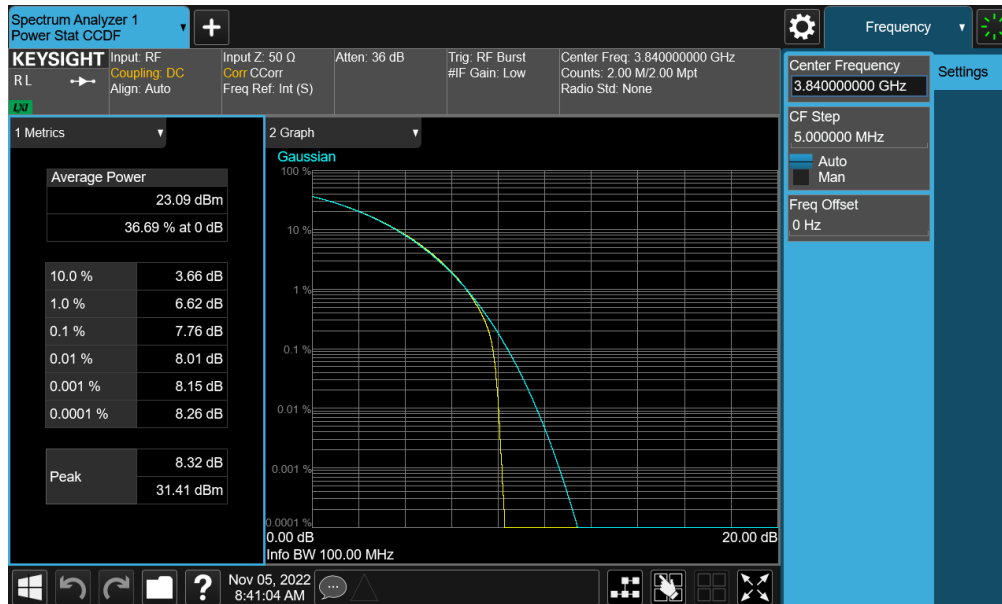 Spectrum Analyzer 1
Power Stat CCDF
+
Frequency
KEYSIGHT
R L
LXI
Input: RF
Coupling: DC
Align: Auto
Input Z: 50 Ω
Corr CCorr
Freq Ref: Int (S)
Atten: 36 dB
Trig: RF Burst
#IF Gain: Low
Center Freq: 3.840000000 GHz
Counts: 2.00 M/2.00 Mpt
Radio Std: None
Center Frequency
3.840000000 GHz
Settings
CF Step
5.000000 MHz
Auto
Man
Freq Offset
0 Hz
1 Metrics
Average Power
23.09 dBm
36.69 % at 0 dB
10.0 % 3.66 dB
1.0 % 6.62 dB
0.1 % 7.76 dB
0.01 % 8.01 dB
0.001 % 8.15 dB
0.0001 % 8.26 dB
Peak 8.32 dB
31.41 dBm
2 Graph
Gaussian
100 %
10 %
1 %
0.1 %
0.01 %
0.001 %
0.0001 %
0.00 dB 20.00 dB
Info BW 100.00 MHz
?
Nov 05, 2022
8:41:04 AM